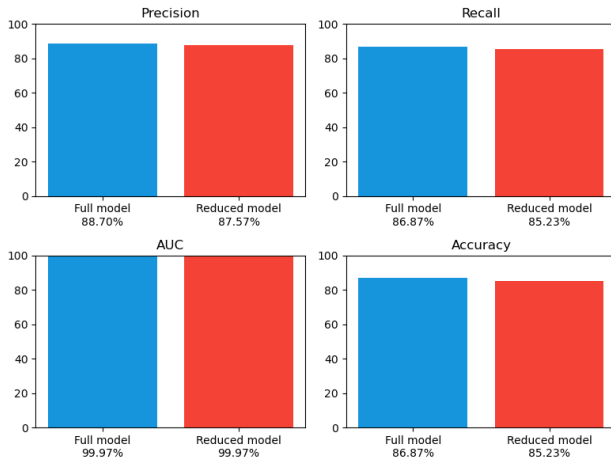 Precision
100
80
60
40
20
0
Full model
88.70%
Reduced model
87.57%
Recall
100
80
60
40
20
0
Full model
86.87%
Reduced model
85.23%
AUC
100
80
60
40
20
0
Full model
99.97%
Reduced model
99.97%
Accuracy
100
80
60
40
20
0
Full model
86.87%
Reduced model
85.23%